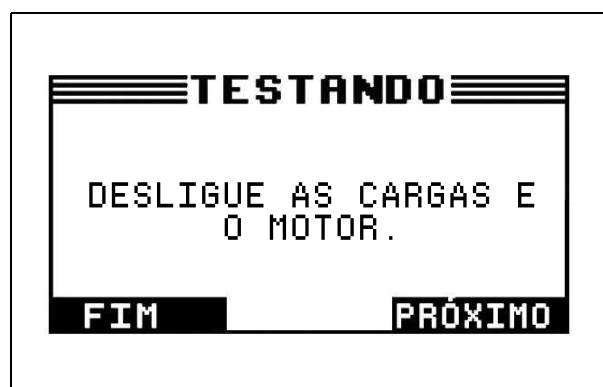 TESTANDO
DESLIGUE AS CARGAS E
O MOTOR.
FIM
PRÓXIMO